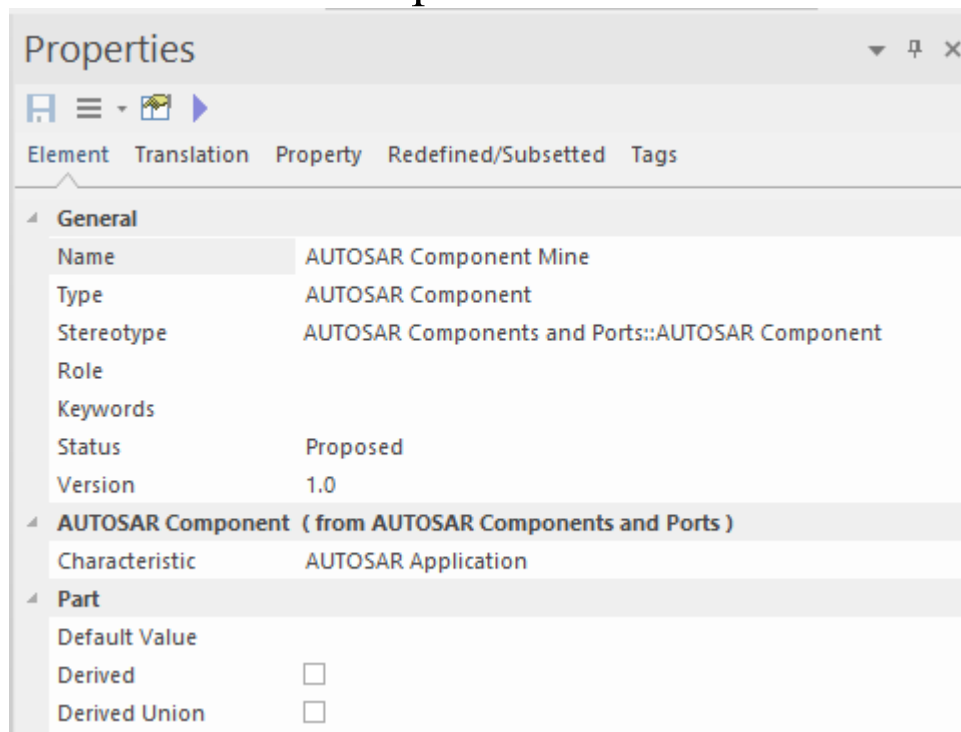 Properties
Element Translation Property Redefined/Subsetted Tags
General
Name AUTOSAR Component Mine
Type AUTOSAR Component
Stereotype AUTOSAR Components and Ports::AUTOSAR Component
Role
Keywords
Status Proposed
Version 1.0
AUTOSAR Component ( from AUTOSAR Components and Ports )
Characteristic AUTOSAR Application
Part
Default Value
Derived
Derived Union